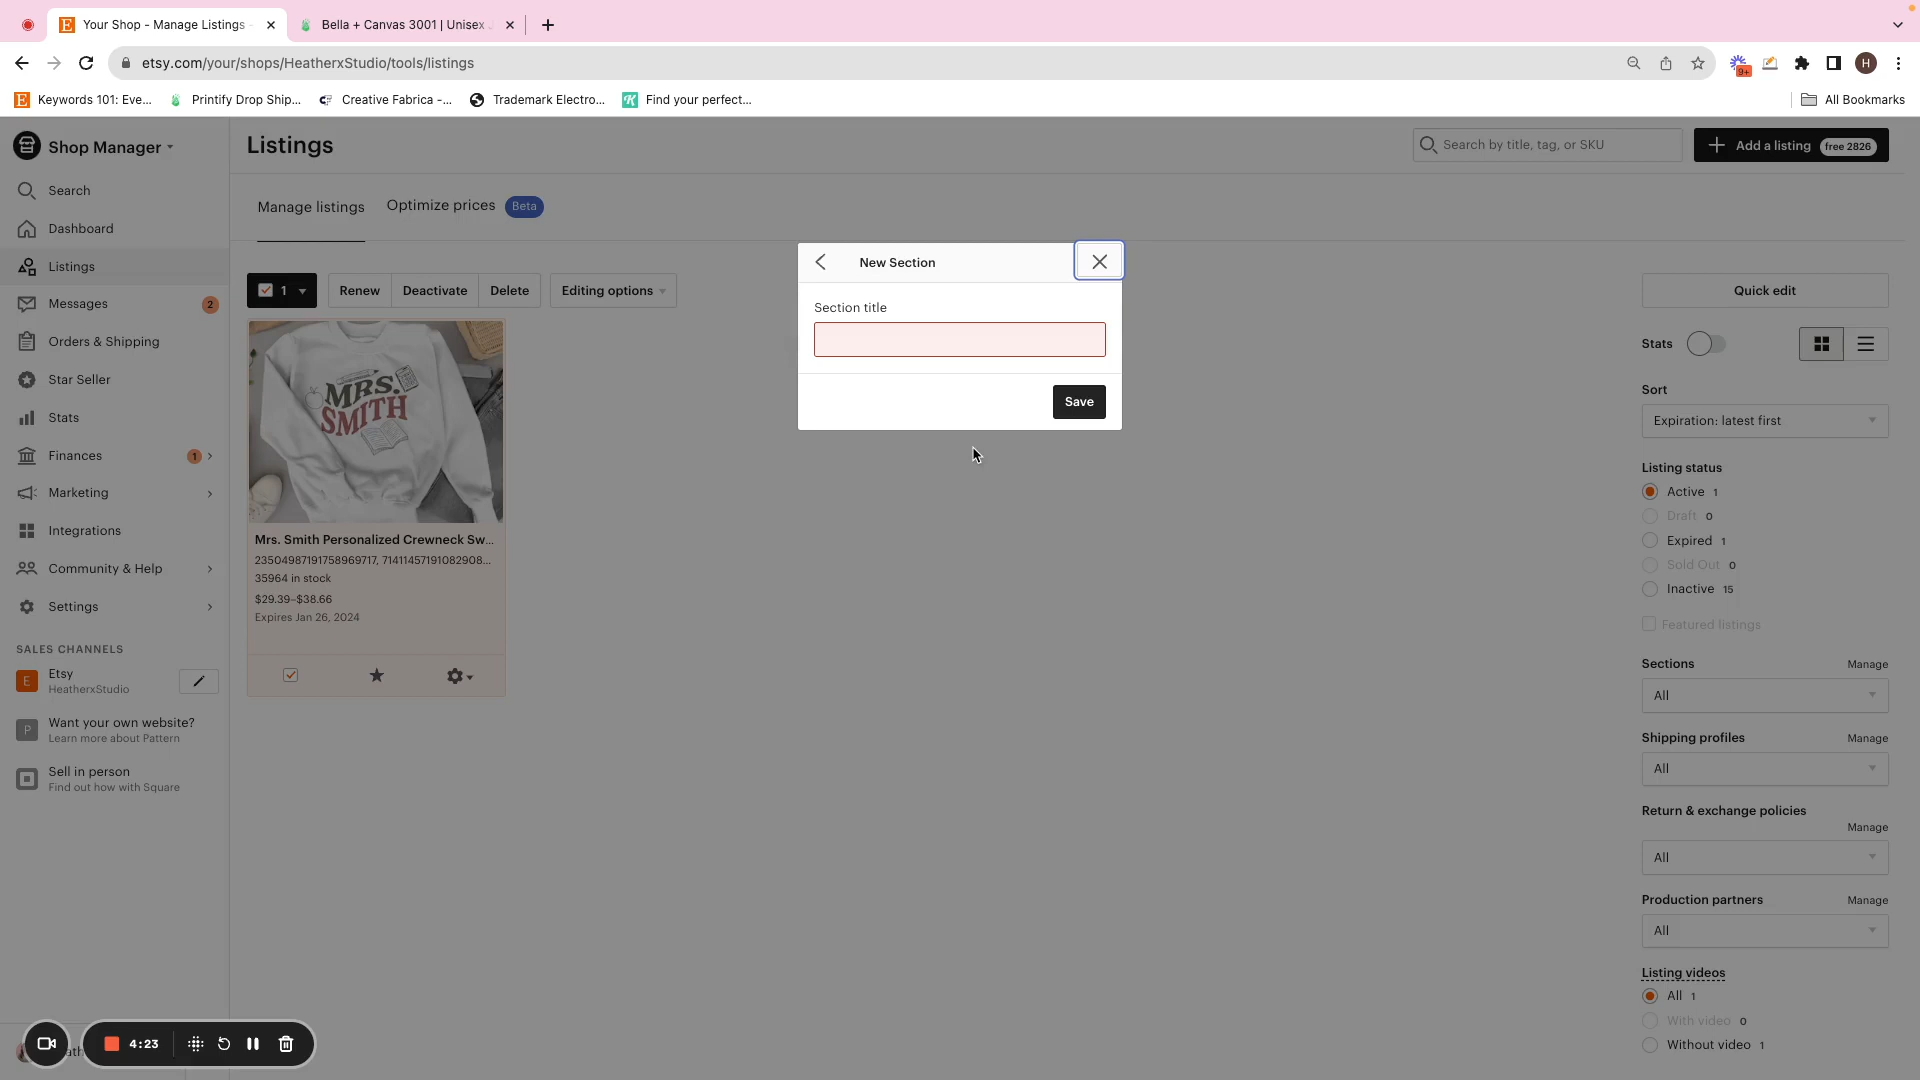 Your Shop - Manage Listings
Bella + Canvas 3001 | Unisex
etsy.com/your/shops/HeatherxStudio/tools/listings
9+
H
Keywords 101: Eve...
Printify Drop Ship...
CF
Creative Fabrica -...
Trademark Electro...
Find your perfect...
All Bookmarks
Shop Manager
Listings
Search by title, tag, or SKU
Add a listing free 2826
Search
Manage listings
Optimize prices Beta
Dashboard
Listings
Messages 2
Orders & Shipping
Star Seller
Stats
Finances 1
Marketing
Integrations
Community & Help
Settings
SALES CHANNELS
E
Etsy
HeatherxStudio
P
Want your own website?
Learn more about Pattern
Sell in person
Find out how with Square
4:23
1
Renew
Deactivate
Delete
Editing options
MRS.
SMITH
Mrs. Smith Personalized Crewneck Sw...
23504987191758969717, 71411457191082908...
35964 in stock
$29.39–$38.66
Expires Jan 26, 2024
New Section
Section title
Save
Quick edit
Stats
Sort
Expiration: latest first
Listing status
Active 1
Draft 0
Expired 1
Sold Out 0
Inactive 15
Featured listings
Sections Manage
All
Shipping profiles Manage
All
Return & exchange policies
Manage
All
Production partners Manage
All
Listing videos
All 1
With video 0
Without video 1